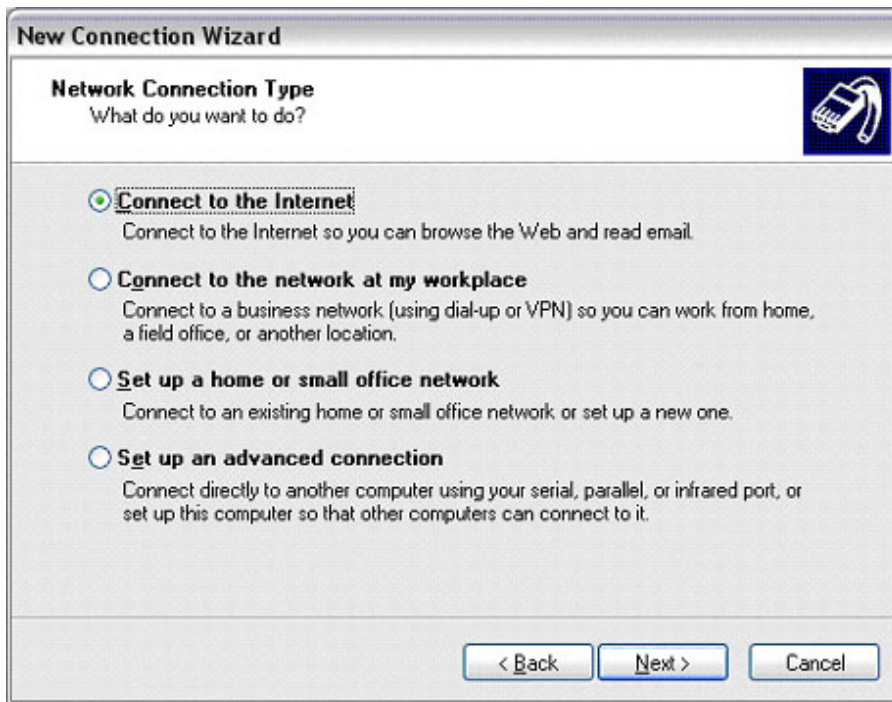 New Connection Wizard
Network Connection Type
What do you want to do?
Connect to the Internet
Connect to the Internet so you can browse the Web and read email.
Connect to the network at my workplace
Connect to a business network (using dial-up or VPN) so you can work from home,
a field office, or another location.
Set up a home or small office network
Connect to an existing home or small office network or set up a new one.
Set up an advanced connection
Connect directly to another computer using your serial, parallel, or infrared port, or
set up this computer so that other computers can connect to it.
< Back Next > Cancel